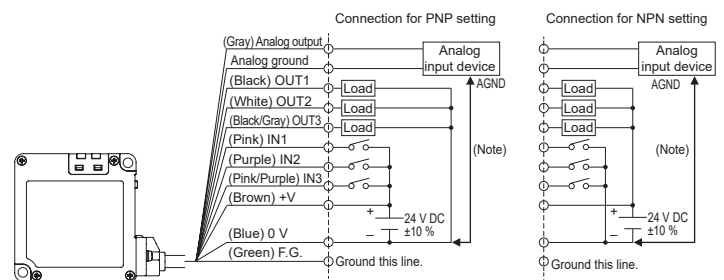 Connection for PNP setting
Connection for NPN setting
(Gray) Analog output
Analog ground
(Black) OUT1
(White) OUT2
(Black/Gray) OUT3
(Pink) IN1
(Purple) IN2
(Pink/Purple) IN3
(Brown) +V
(Blue) 0 V
(Green) F.G.
Analog
input device
AGND
Load
Load
Load
(Note)
+
24 V DC
±10 %
–
Ground this line.
Analog
input device
AGND
Load
Load
Load
(Note)
+
24 V DC
±10 %
–
Ground this line.